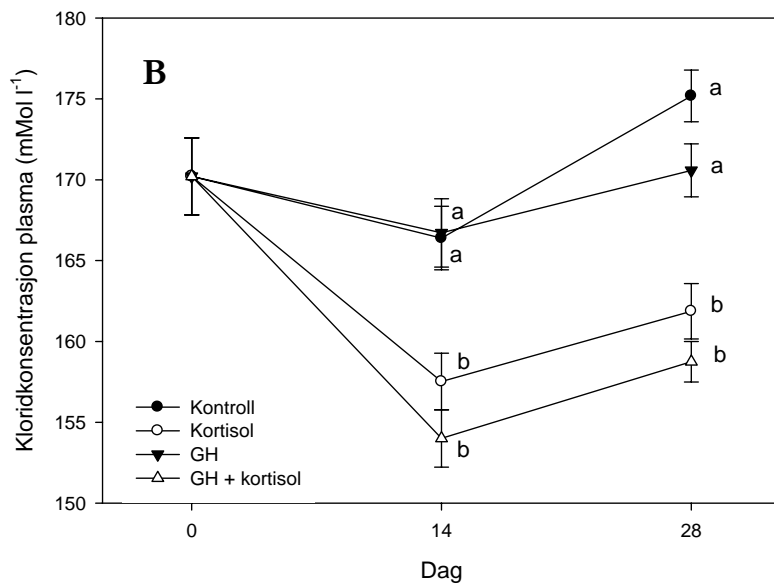 B
Kloridkonsentrasjon plasma (mMol l⁻¹)
180
175
170
165
160
155
150
a
a
a
a
b
b
b
b
Kontroll
Kortisol
GH
GH + kortisol
0
14
28
Dag